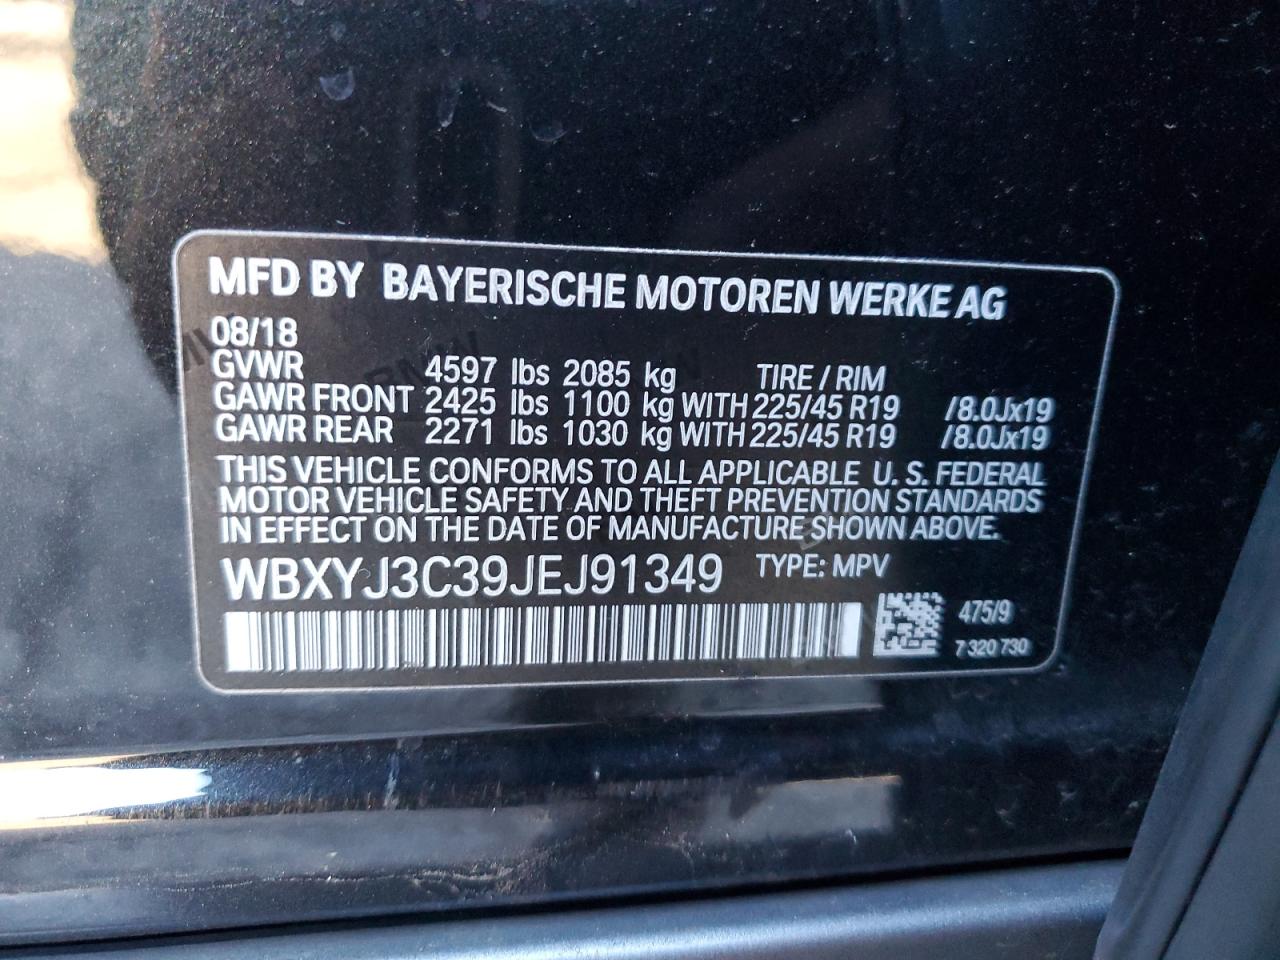 MFD BY BAYERISCHE MOTOREN WERKE AG
08/18
GVWR 4597 lbs 2085 kg TIRE / RIM
GAWR FRONT 2425 lbs 1100 kg WITH 225/45 R19 /8.0Jx19
GAWR REAR 2271 lbs 1030 kg WITH 225/45 R19 /8.0Jx19
THIS VEHICLE CONFORMS TO ALL APPLICABLE U.S. FEDERAL
MOTOR VEHICLE SAFETY AND THEFT PREVENTION STANDARDS
IN EFFECT ON THE DATE OF MANUFACTURE SHOWN ABOVE.
WBXYJ3C39JEJ91349 TYPE: MPV
475/9
7 320 730